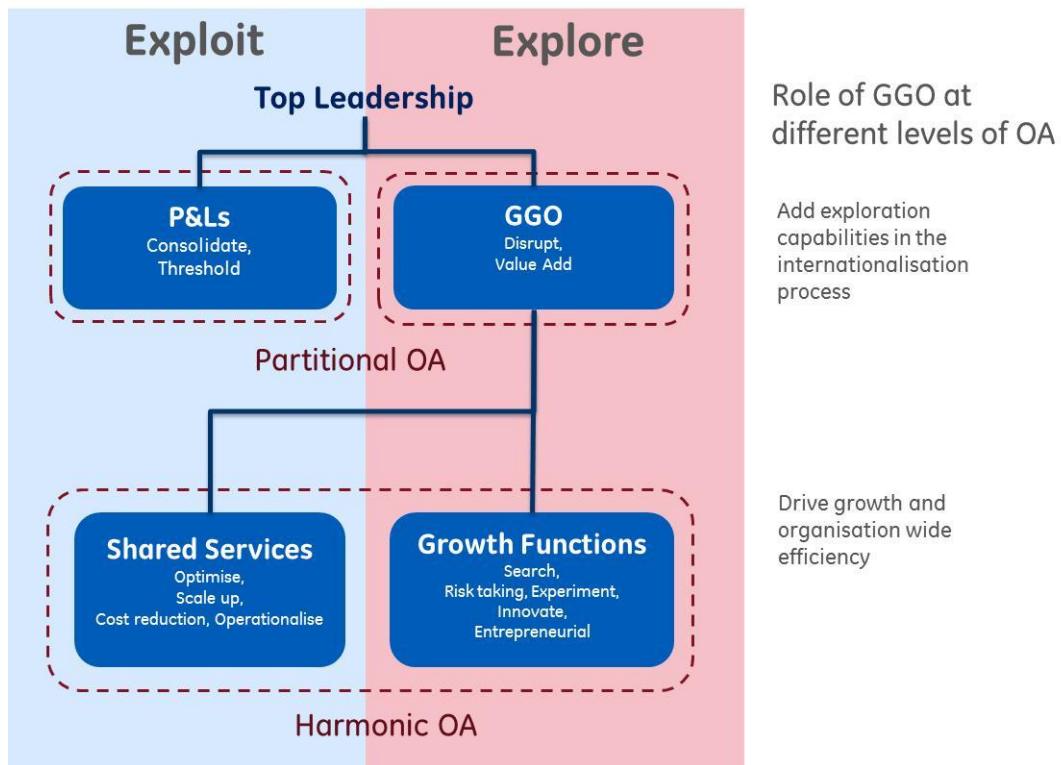 Exploit
Explore
Top Leadership
Role of GGO at
different levels of OA
P&Ls
Consolidate,
Threshold
GGO
Disrupt,
Value Add
Add exploration
capabilities in the
internationalisation
process
Partitional OA
Shared Services
Optimise,
Scale up,
Cost reduction, Operationalise
Growth Functions
Search,
Risk taking, Experiment,
Innovate,
Entrepreneurial
Drive growth and
organisation wide
efficiency
Harmonic OA